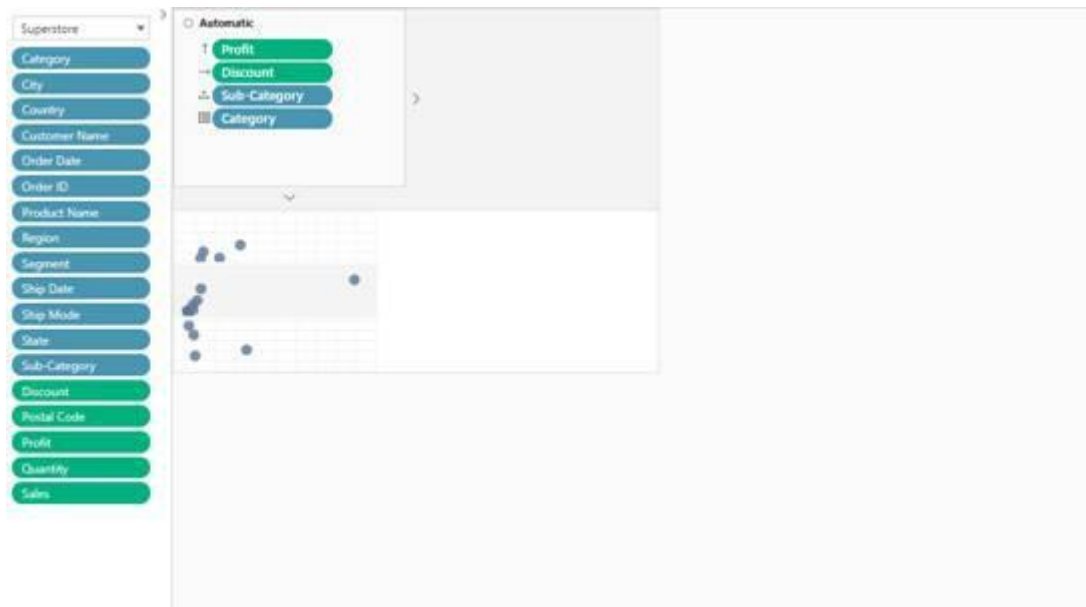 Superstore
Category
City
Country
Customer Name
Order Date
Order ID
Product Name
Region
Segment
Ship Date
Ship Mode
State
Sub-Category
Discount
Postal Code
Profit
Quantity
Sales
Automatic
Profit
Discount
Sub-Category
Category